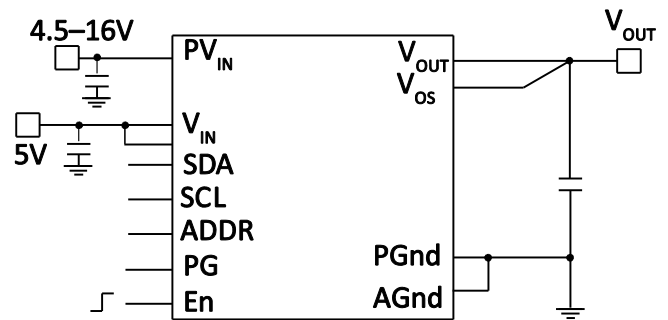 4.5–16V
PVIN
5V
VIN
SDA
SCL
ADDR
PG
En
VOUT
VOS
PGnd
AGnd
VOUT